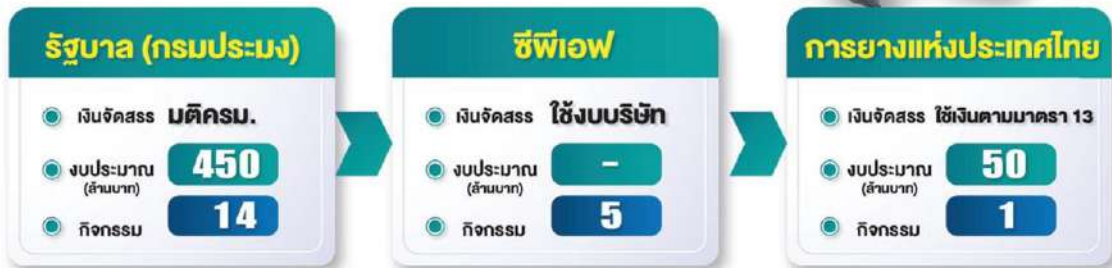 รัฐบาล (กรมประมง)
เงินจัดสรร มติครม.
งบประมาณ 450
(ล้านบาท)
กิจกรรม 14
ซีพีเอฟ
เงินจัดสรร ใช้งบบริษัท
งบประมาณ -
(ล้านบาท)
กิจกรรม 5
การยางแห่งประเทศไทย
เงินจัดสรร ใช้เงินตามมาตรา 13
งบประมาณ 50
(ล้านบาท)
กิจกรรม 1